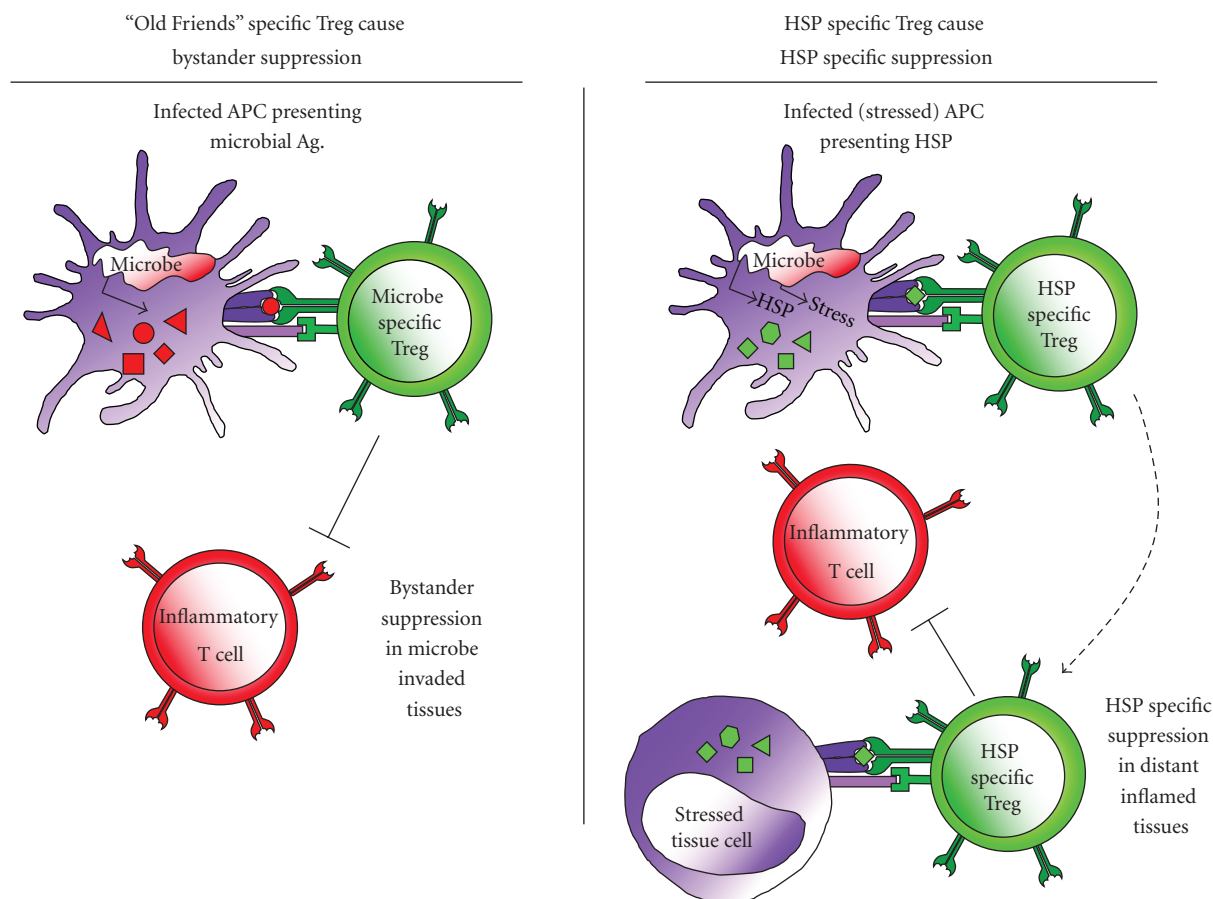 “Old Friends” specific Treg cause
bystander suppression
Infected APC presenting
microbial Ag.
Microbe
Microbe
specific
Treg
Inflammatory
T cell
Bystander
suppression
in microbe
invaded
tissues
HSP specific Treg cause
HSP specific suppression
Infected (stressed) APC
presenting HSP
Microbe
HSP
Stress
HSP
specific
Treg
Inflammatory
T cell
Stressed
tissue cell
HSP
specific
Treg
HSP specific
suppression
in distant
inflamed
tissues